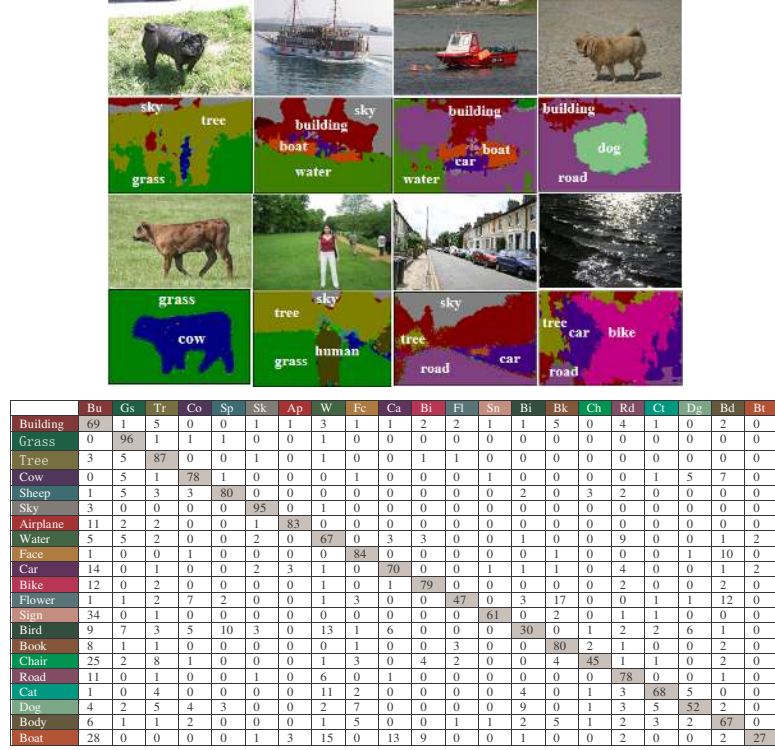 sky
tree
grass
sky
building
boat
water
building
boat
car
water
building
dog
road
grass
cow
sky
tree
human
grass
sky
tree
car
road
tree
car
bike
road
Bu Gs Tr Co Sp Sk Ap W Fc Ca Bi Fl Sn Bi Bk Ch Rd Ct Dg Bd Bt
Building 69 1 5 0 0 1 1 3 1 1 2 2 1 1 5 0 4 1 0 2 0
Grass 0 96 1 1 1 0 0 1 0 0 0 0 0 0 0 0 0 0 0 0 0
Tree 3 5 87 0 0 1 0 1 0 0 1 1 0 0 0 0 0 0 0 0 0
Cow 0 5 1 78 1 0 0 0 1 0 0 0 1 0 0 0 0 1 5 7 0
Sheep 1 5 3 3 80 0 0 0 0 0 0 0 0 2 0 3 2 0 0 0 0
Sky 3 0 0 0 0 95 0 1 0 0 0 0 0 0 0 0 0 0 0 0 0
Airplane 11 2 2 0 0 1 83 0 0 0 0 0 0 0 0 0 0 0 0 0 0
Water 5 5 2 0 0 2 0 67 0 3 3 0 0 1 0 0 9 0 0 1 2
Face 1 0 0 1 0 0 0 0 84 0 0 0 0 0 1 0 0 0 1 10 0
Car 14 0 1 0 0 2 3 1 0 70 0 0 1 1 1 0 4 0 0 1 2
Bike 12 0 2 0 0 0 0 1 0 1 79 0 0 0 0 0 2 0 0 2 0
Flower 1 1 2 7 2 0 0 1 3 0 0 47 0 3 17 0 0 1 1 12 0
Sign 34 0 1 0 0 0 0 0 0 0 0 0 61 0 2 0 1 1 0 0 0
Bird 9 7 3 5 10 3 0 13 1 6 0 0 0 30 0 1 2 2 6 1 0
Book 8 1 1 0 0 0 0 0 1 0 0 3 0 0 80 2 1 0 0 2 0
Chair 25 2 8 1 0 0 0 1 3 0 4 2 0 0 4 45 1 1 0 2 0
Road 11 0 1 0 0 1 0 6 0 1 0 0 0 0 0 0 78 0 0 1 0
Cat 1 0 4 0 0 0 0 11 2 0 0 0 0 4 0 1 3 68 5 0 0
Dog 4 2 5 4 3 0 0 2 7 0 0 0 0 9 0 1 3 5 52 2 0
Body 6 1 1 2 0 0 0 1 5 0 0 1 1 2 5 1 2 3 2 67 0
Boat 28 0 0 0 0 1 3 15 0 13 9 0 0 1 0 0 2 0 0 2 27